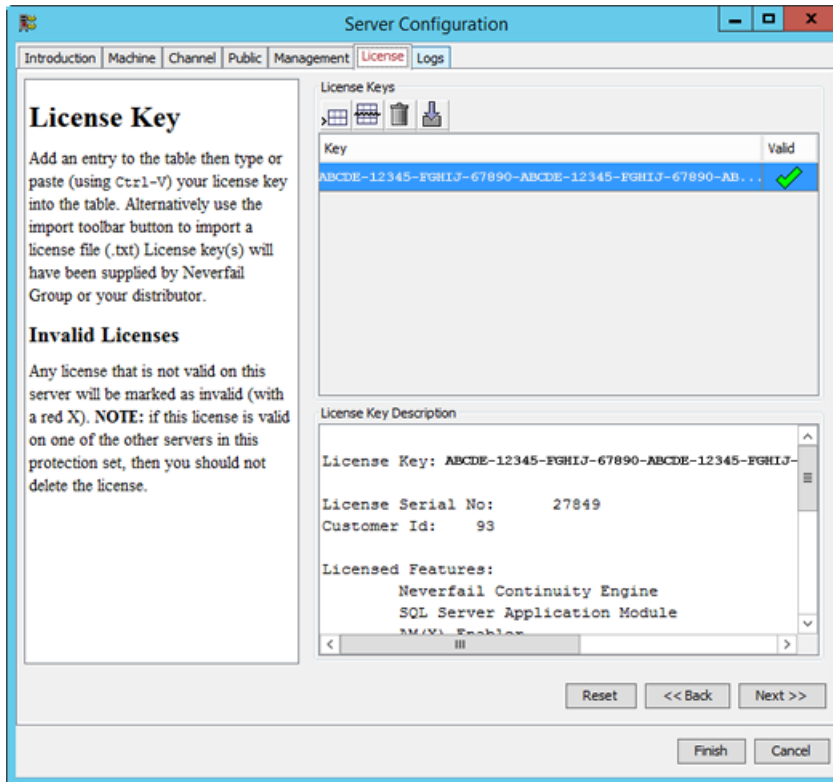 Server Configuration
Introduction Machine Channel Public Management License Logs
License Key
Add an entry to the table then type or
paste (using Ctrl-V) your license key
into the table. Alternatively use the
import toolbar button to import a
license file (.txt) License key(s) will
have been supplied by Neverfail
Group or your distributor.
Invalid Licenses
Any license that is not valid on this
server will be marked as invalid (with
a red X). NOTE: if this license is valid
on one of the other servers in this
protection set, then you should not
delete the license.
License Keys
Key Valid
ABCDE-12345-FGHIJ-67890-ABCDE-12345-FGHIJ-67890-AB...
License Key Description
License Key: ABCDE-12345-FGHIJ-67890-ABCDE-12345-FGHIJ-
License Serial No: 27849
Customer Id: 93
Licensed Features:
Neverfail Continuity Engine
SQL Server Application Module
AM(X) Enabler
Reset << Back Next >>
Finish Cancel